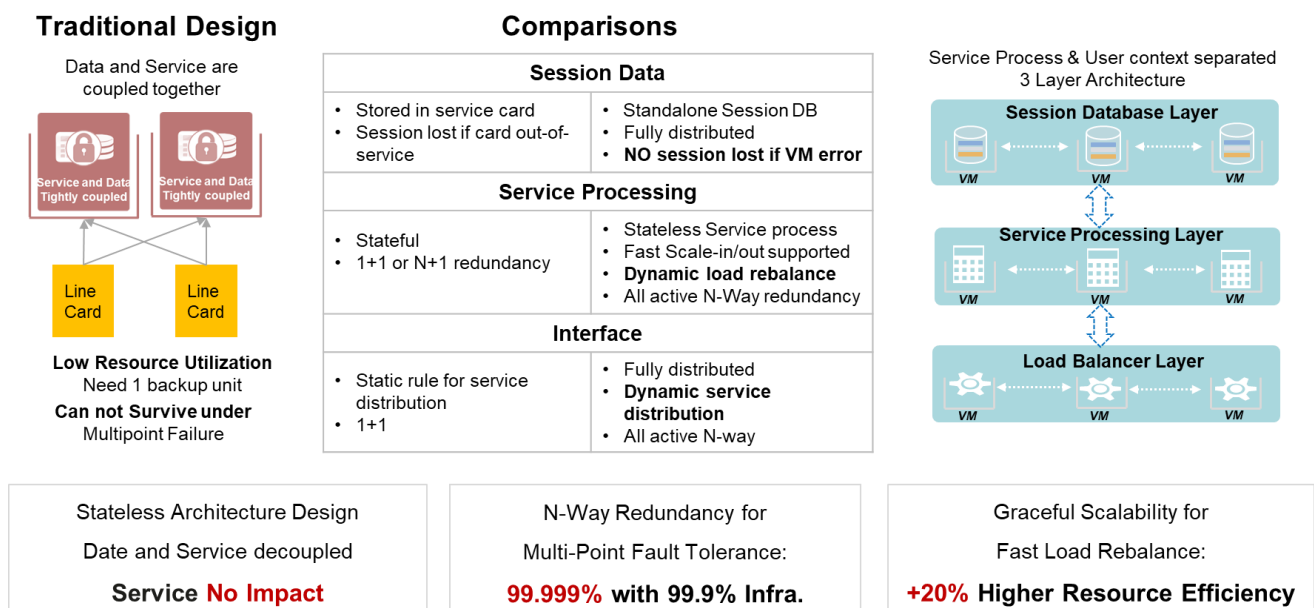 Traditional Design
Data and Service are
coupled together
Service and Data
Tightly coupled
Service and Data
Tightly coupled
Line
Card
Line
Card
Low Resource Utilization
Need 1 backup unit
Can not Survive under
Multipoint Failure
Comparisons
Session Data
• Stored in service card
• Session lost if card out-of-
service
• Standalone Session DB
• Fully distributed
• NO session lost if VM error
Service Processing
• Stateful
• 1+1 or N+1 redundancy
• Stateless Service process
• Fast Scale-in/out supported
• Dynamic load rebalance
• All active N-Way redundancy
Interface
• Static rule for service
distribution
• 1+1
• Fully distributed
• Dynamic service
distribution
• All active N-way
Service Process & User context separated
3 Layer Architecture
Session Database Layer
VM
VM
VM
Service Processing Layer
VM
VM
VM
Load Balancer Layer
VM
VM
VM
Stateless Architecture Design
Date and Service decoupled
Service No Impact
N-Way Redundancy for
Multi-Point Fault Tolerance:
99.999% with 99.9% Infra.
Graceful Scalability for
Fast Load Rebalance:
+20% Higher Resource Efficiency